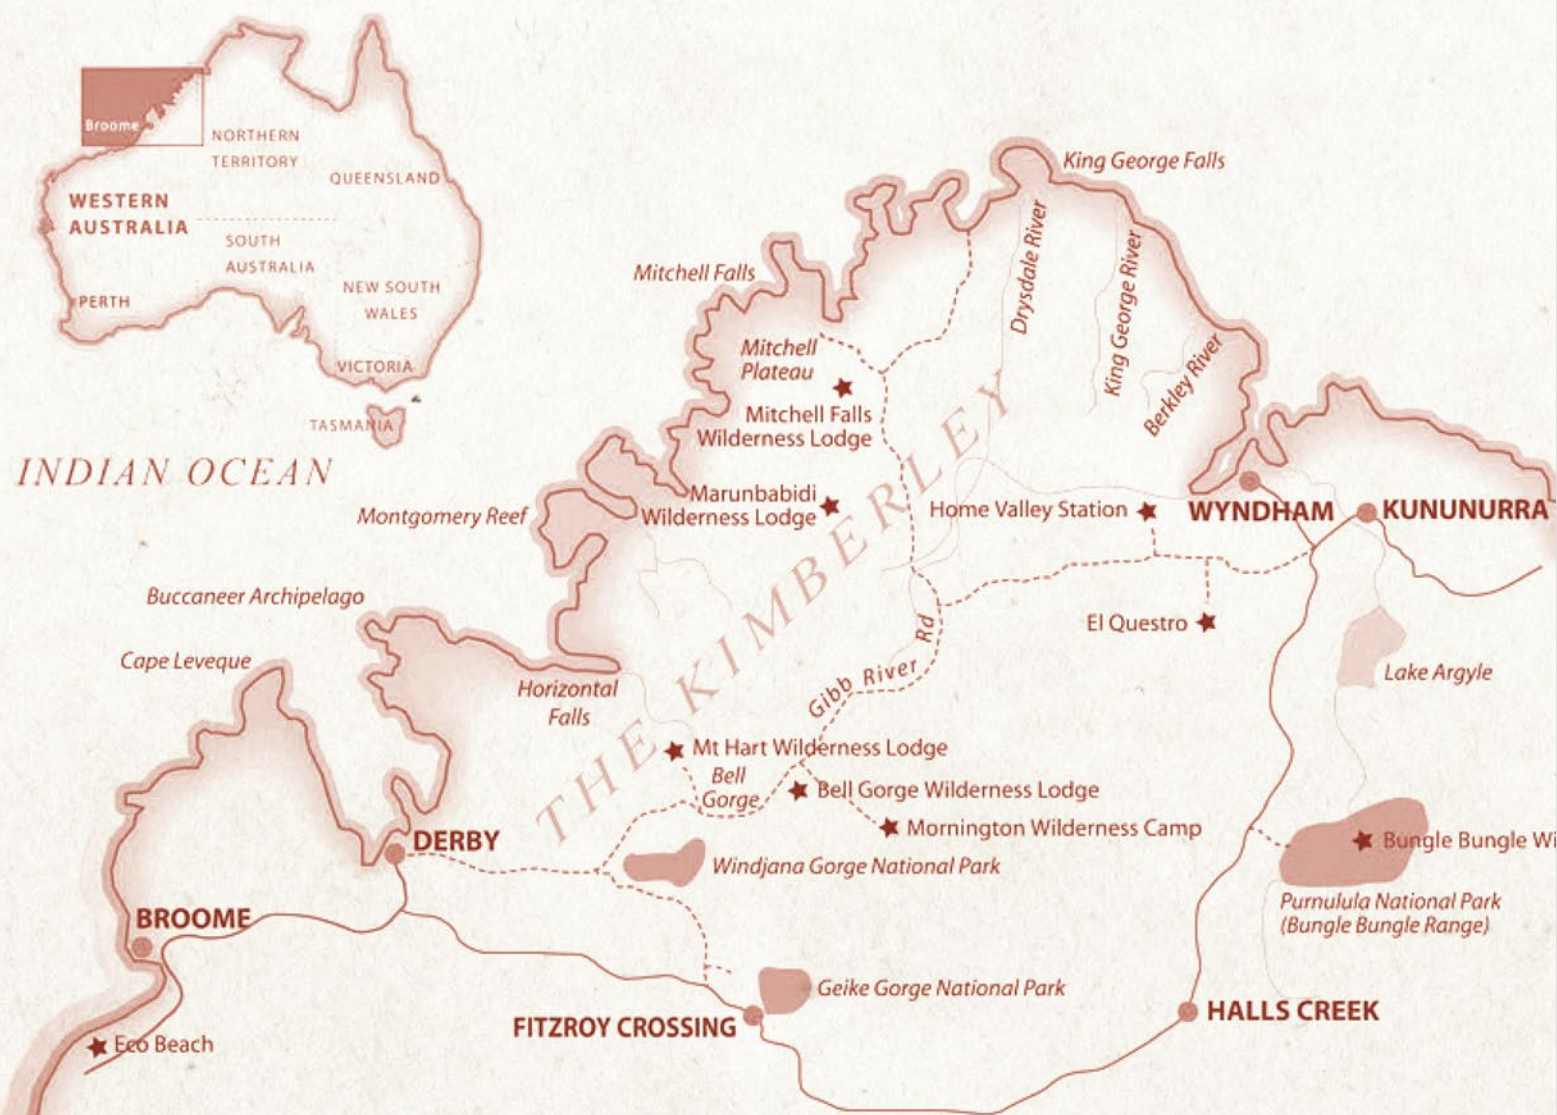 Broome
NORTHERN
TERRITORY
QUEENSLAND
WESTERN
AUSTRALIA
SOUTH
AUSTRALIA
NEW SOUTH
WALES
PERTH
VICTORIA
TASMANIA
INDIAN OCEAN
King George Falls
Mitchell Falls
Drysdale River
King George River
Berkley River
Mitchell
Plateau
Mitchell Falls
Wilderness Lodge
Marunbabidi
Wilderness Lodge
Montgomery Reef
Home Valley Station
WYNDHAM
KUNUNURRA
THE KIMBERLEY
Buccaneer Archipelago
Cape Leveque
El Questro
Lake Argyle
Gibb River Rd
Horizontal
Falls
Mt Hart Wilderness Lodge
Bell
Gorge
Bell Gorge Wilderness Lodge
Mornington Wilderness Camp
DERBY
Windjana Gorge National Park
Bungle Bungle Wi
Purnulula National Park
(Bungle Bungle Range)
BROOME
Geike Gorge National Park
FITZROY CROSSING
HALLS CREEK
Eco Beach